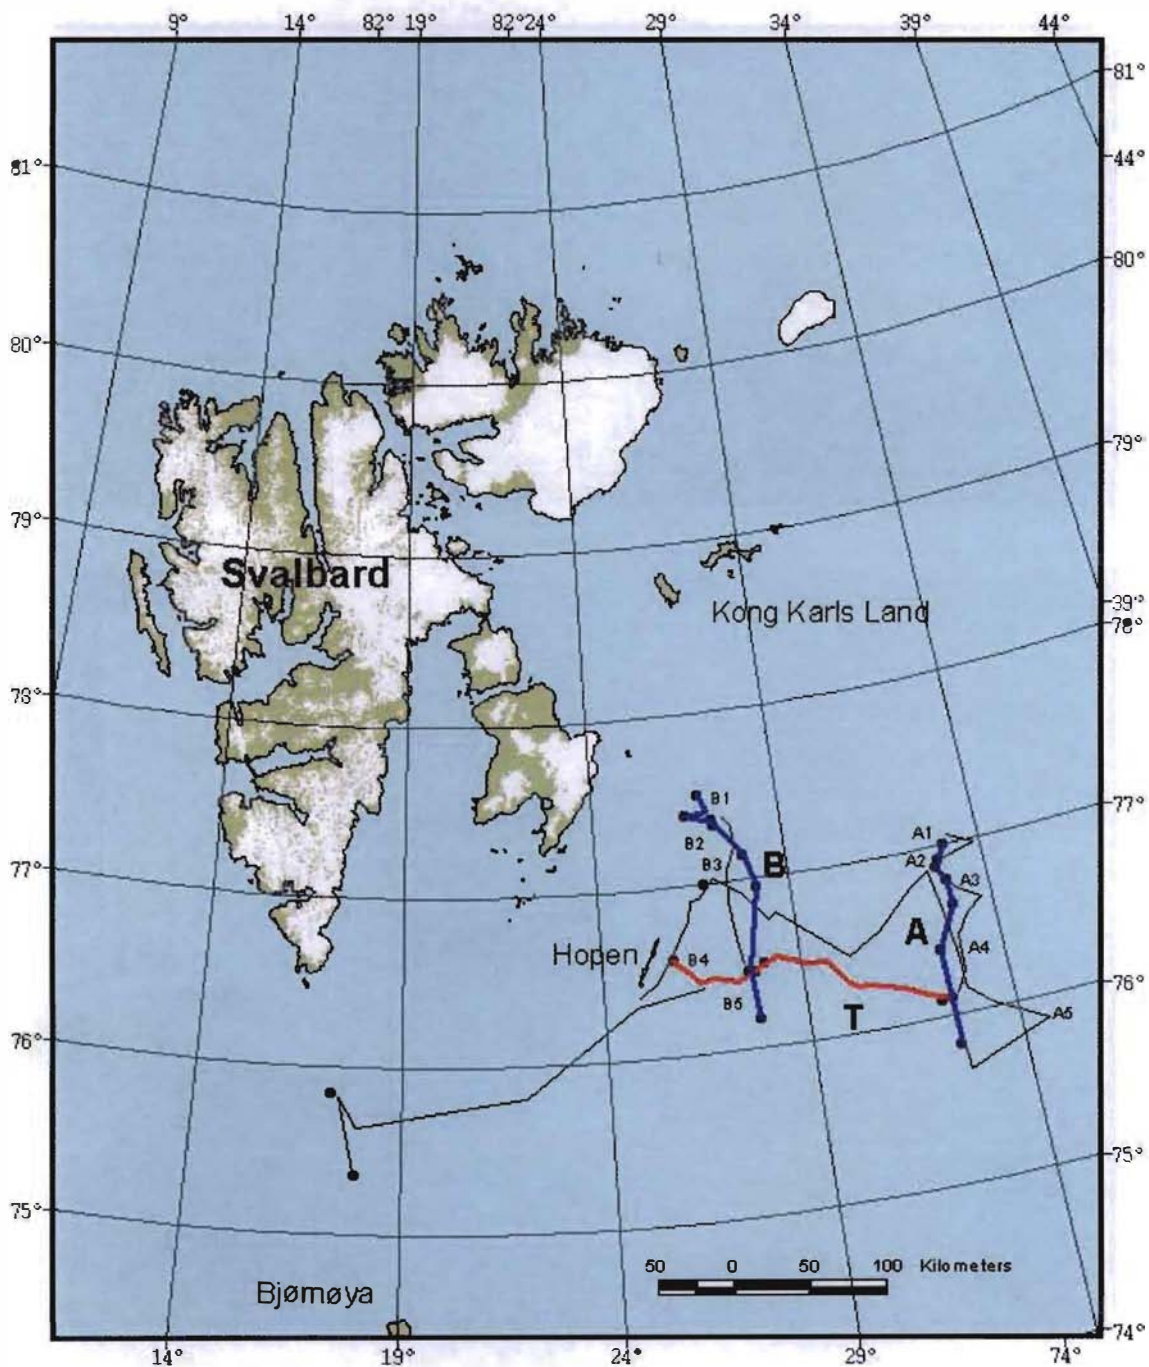 9° 14° 82° 19° 82° 24° 29° 34° 39° 44°
81°
81°
44°
80°
80°
79°
79°
Svalbard
Kong Karls Land
39°
78°
78°
77°
B1
A1
B2
A2
B3
B
A3
77°
A
A4
Hopen
B4
76°
B5
T
A5
76°
75°
75°
50 0 50 100 Kilometers
Bjørnøya
74°
14° 19° 24° 29° 74°